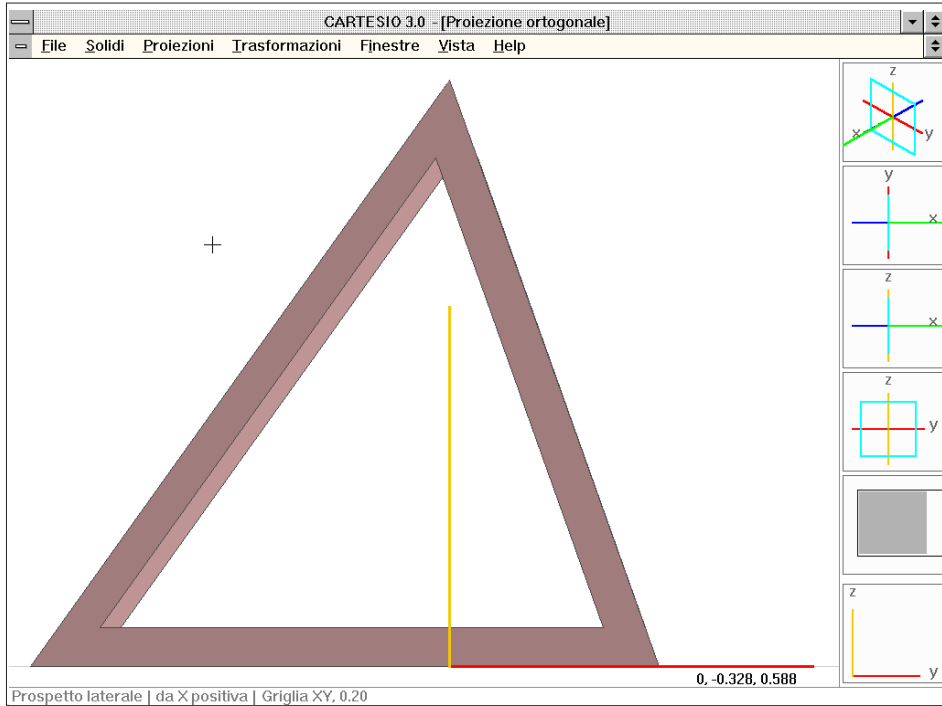 CARTESIO 3.0 - [Proiezione ortogonale]
File Solidi Proiezioni Trasformazioni Finestre Vista Help
z
x y
y
x
z
x
z
y
z
y
0, -0.328, 0.588
Prospetto laterale | da X positiva | Griglia XY, 0.20